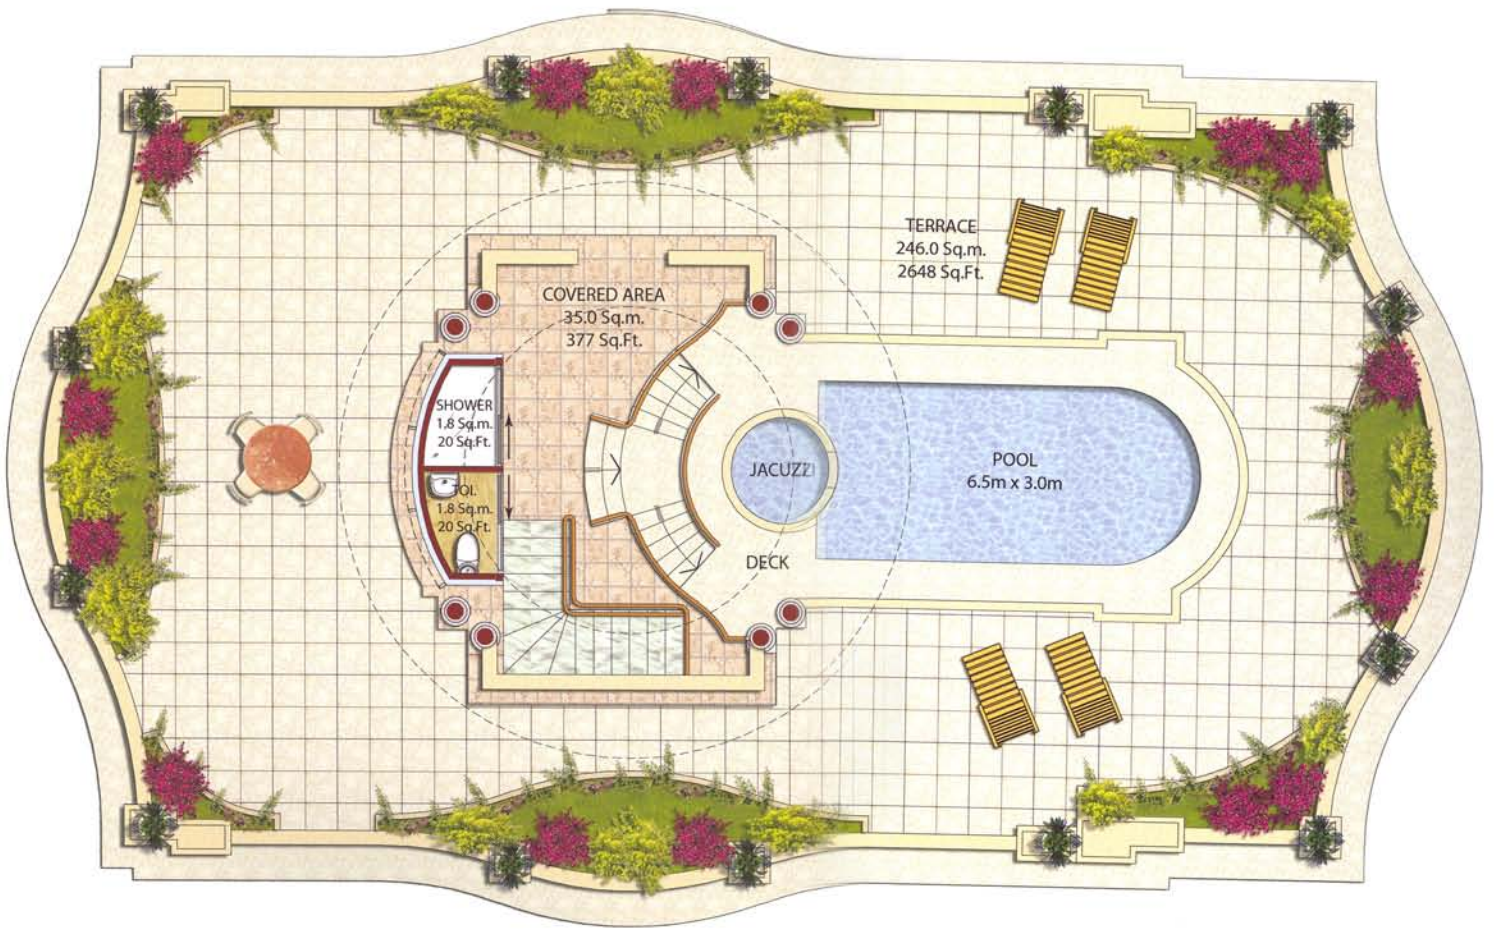 TERRACE
246.0 Sq.m.
2648 Sq.Ft.
COVERED AREA
35.0 Sq.m.
377 Sq.Ft.
SHOWER
1.8 Sq.m.
20 Sq.Ft.
JACUZZI
POOL
6.5m x 3.0m
TOI.
1.8 Sq.m.
20 Sq.Ft.
DECK